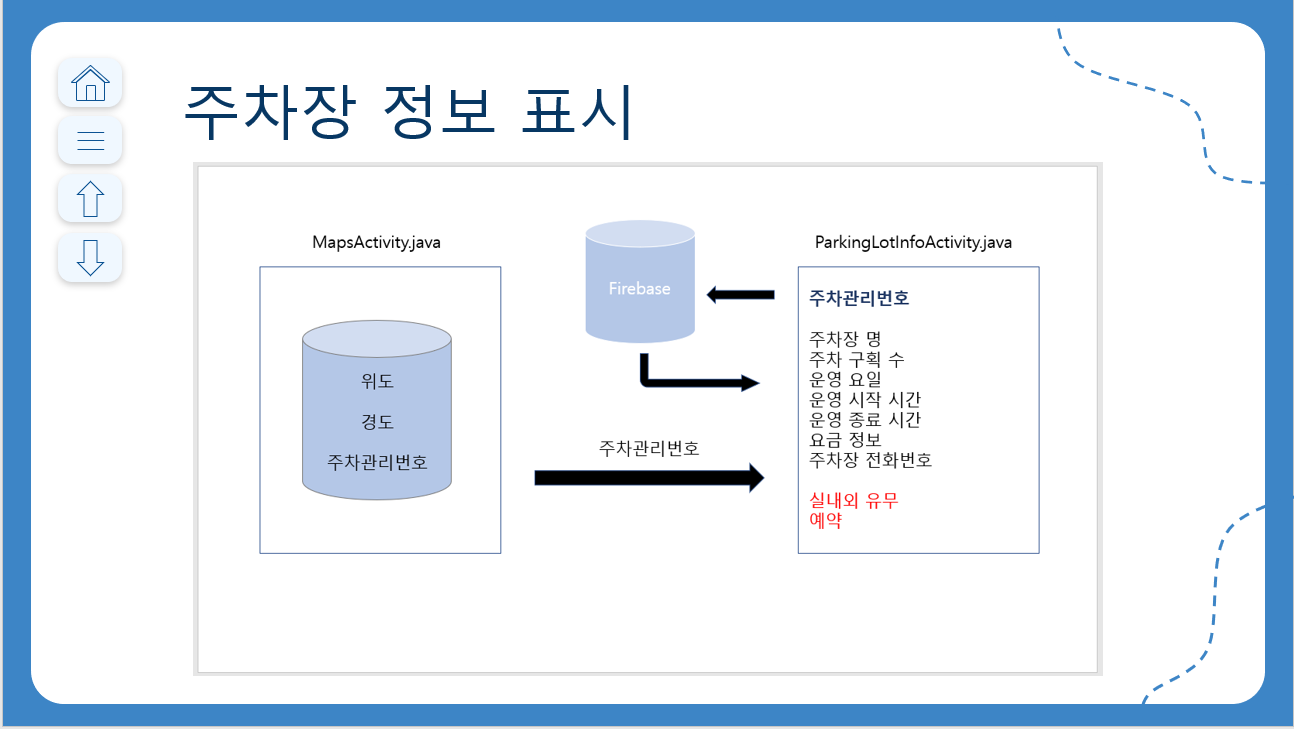 주차장 정보 표시
MapsActivity.java
위도
경도
주차관리번호
Firebase
주차관리번호
ParkingLotInfoActivity.java
주차관리번호
주차장 명
주차 구획 수
운영 요일
운영 시작 시간
운영 종료 시간
요금 정보
주차장 전화번호
실내외 유무
예약